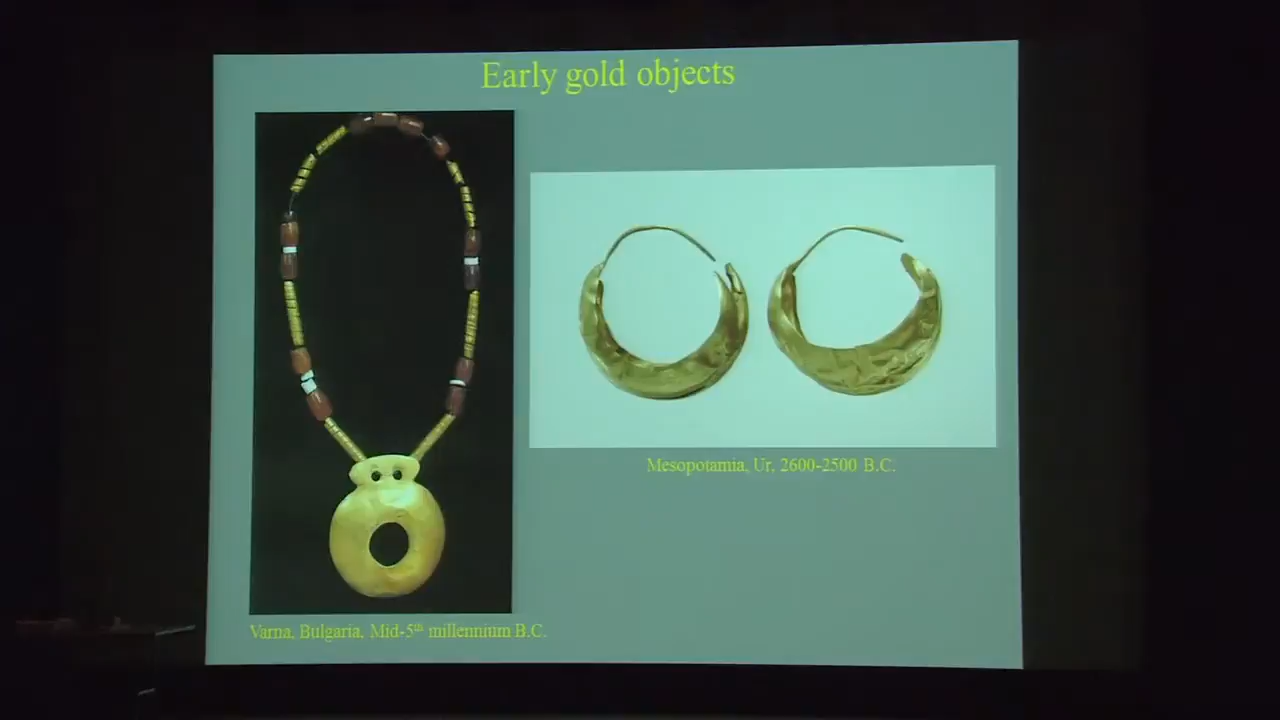 Early gold objects
Mesopotamia, Ur, 2600-2500 B.C.
Varna, Bulgaria, Mid-5th millennium B.C.